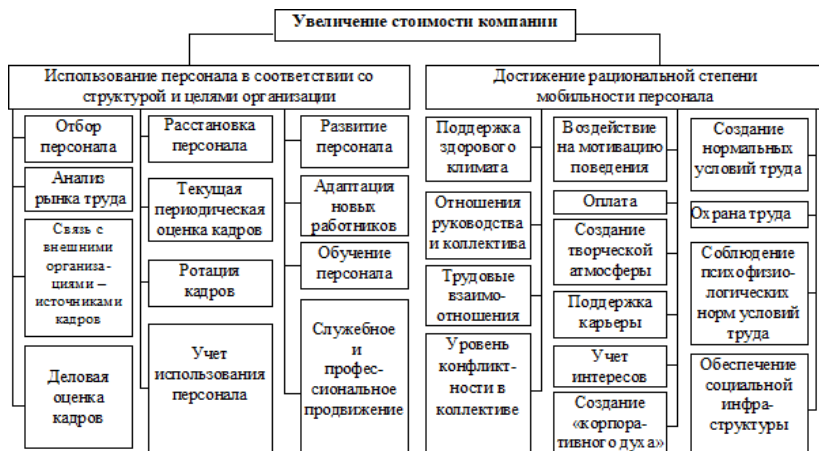 Увеличение стоимости компании
Использование персонала в соответствии со
структурой и целями организации
Отбор
персонала
Анализ
рынка труда
Связь с
внешними
организа-
циями –
источниками
кадров
Деловая
оценка
кадров
Расстановка
персонала
Текущая
периодическая
оценка кадров
Ротация
кадров
Учет
использования
персонала
Развитие
персонала
Адаптация
новых
работников
Обучение
персонала
Служебное
и
профес-
сиональное
продвижение
Достижение рациональной степени
мобильности персонала
Поддержка
здорового
климата
Отношения
руководства
и коллектива
Трудовые
взаимо-
отношения
Уровень
конфликт-
ности в
коллективе
Воздействие
на мотивацию
поведения
Оплата
Создание
творческой
атмосферы
Поддержка
карьеры
Учет
интересов
Создание
«корпора-
тивного духа»
Создание
нормальных
условий труда
Охрана труда
Соблюдение
психофизио-
логических
норм условий
труда
Обеспечение
социальной
инфра-
структуры